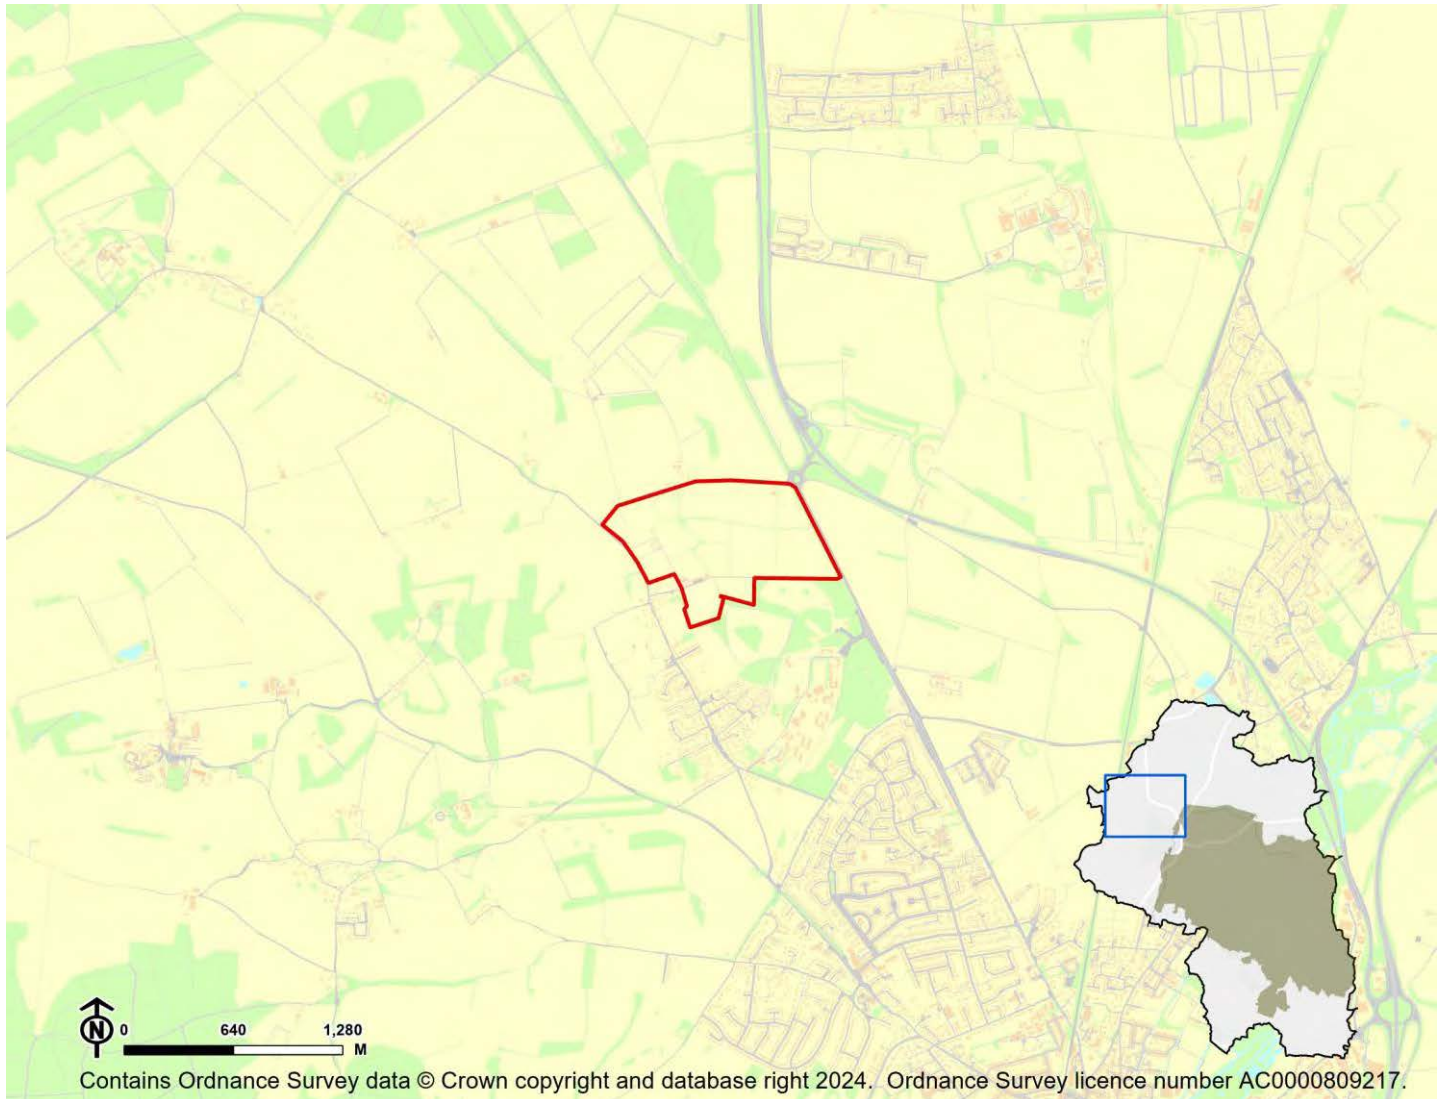 N
0 640 1,280
M
Contains Ordnance Survey data © Crown copyright and database right 2024. Ordnance Survey licence number AC0000809217.